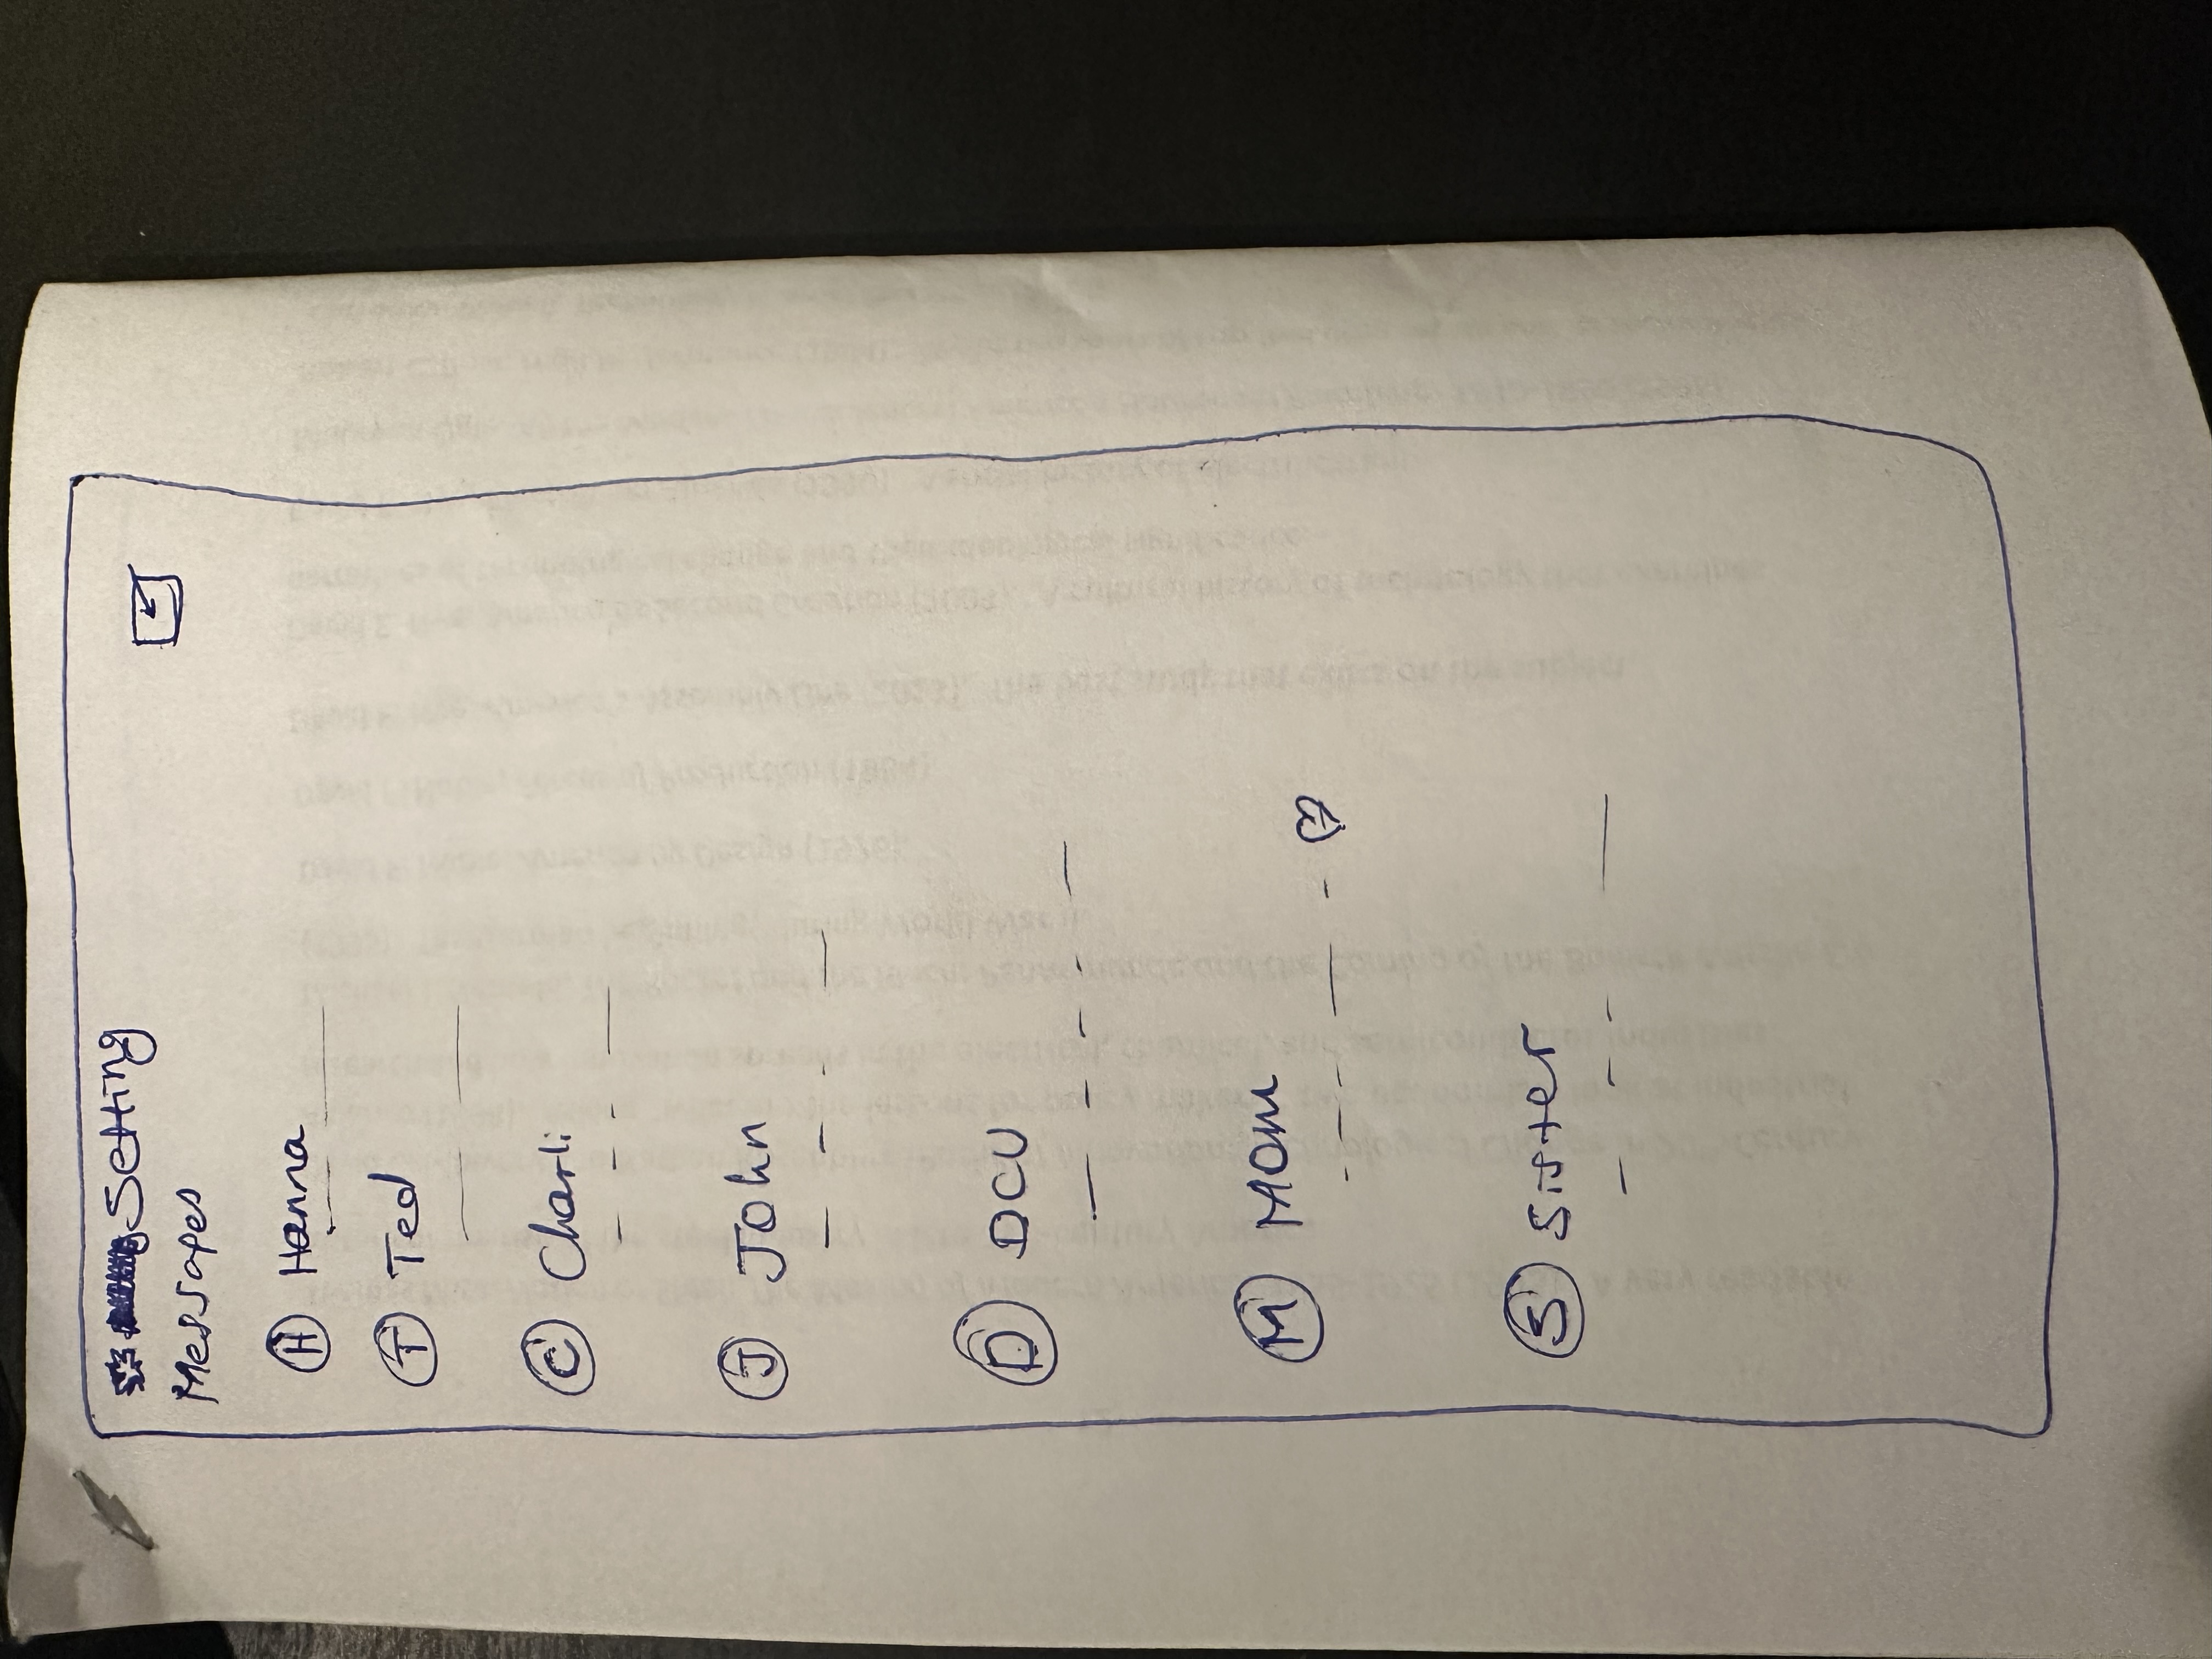 Setting
Messages
H Hanna
T Ted
C Charli
J John
D DCU
M Mom
S Sister